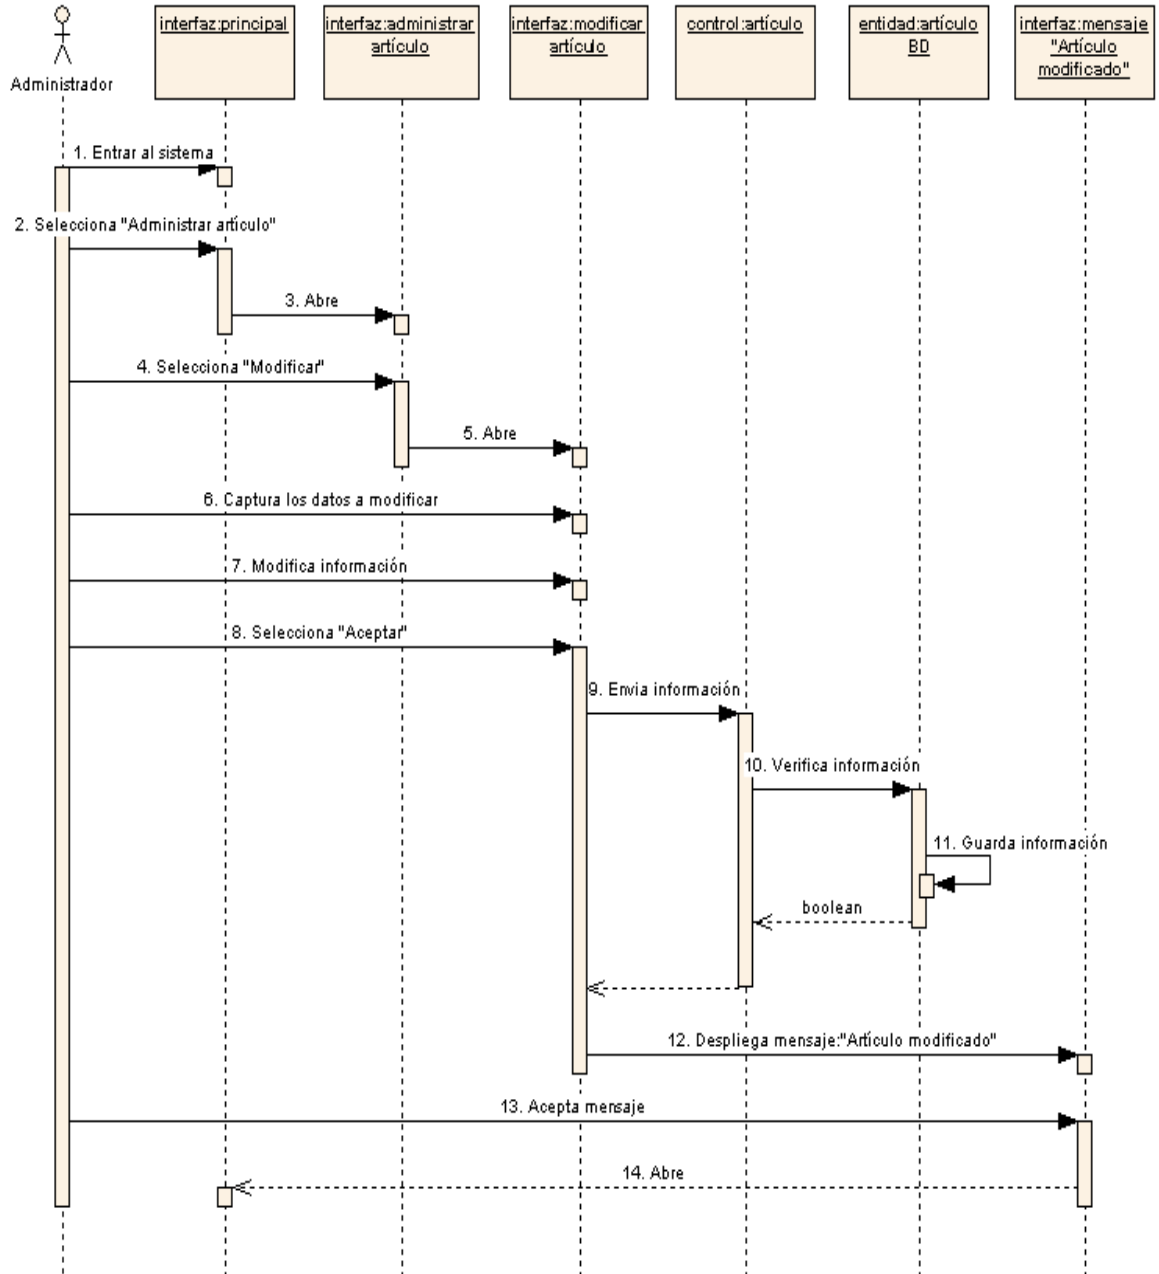 interfaz:principal
interfaz:administrar
artículo
interfaz:modificar
artículo
control:artículo
entidad:artículo
BD
interfaz:mensaje
"Artículo
modificado"
Administrador
1. Entrar al sistema
2. Selecciona "Administrar artículo"
3. Abre
4. Selecciona "Modificar"
5. Abre
6. Captura los datos a modificar
7. Modifica información
8. Selecciona "Aceptar"
9. Envia información
10. Verifica información
11. Guarda información
boolean
12. Despliega mensaje:"Artículo modificado"
13. Acepta mensaje
14. Abre